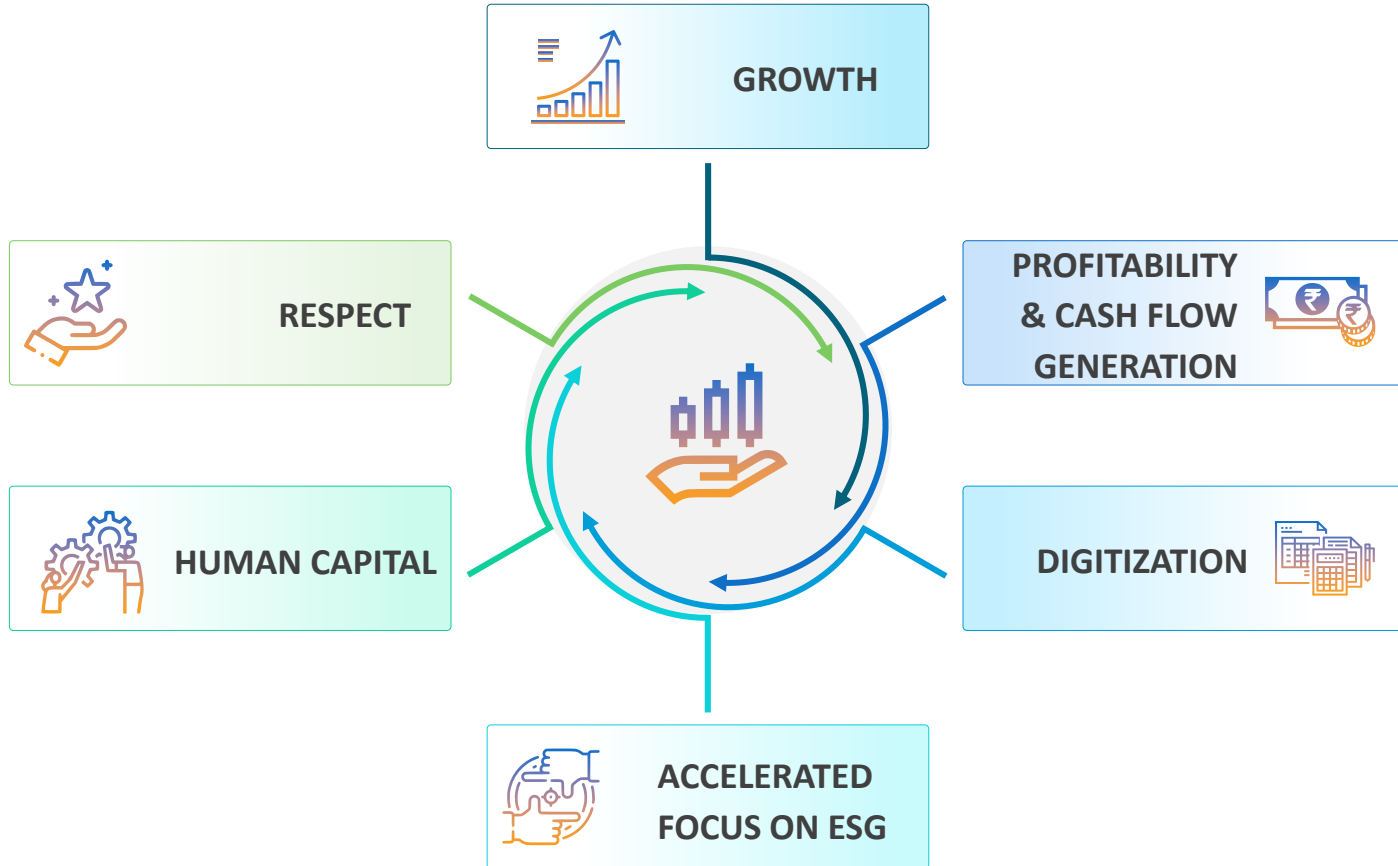 GROWTH
PROFITABILITY
& CASH FLOW
GENERATION
DIGITIZATION
ACCELERATED
FOCUS ON ESG
HUMAN CAPITAL
RESPECT
₹
₹